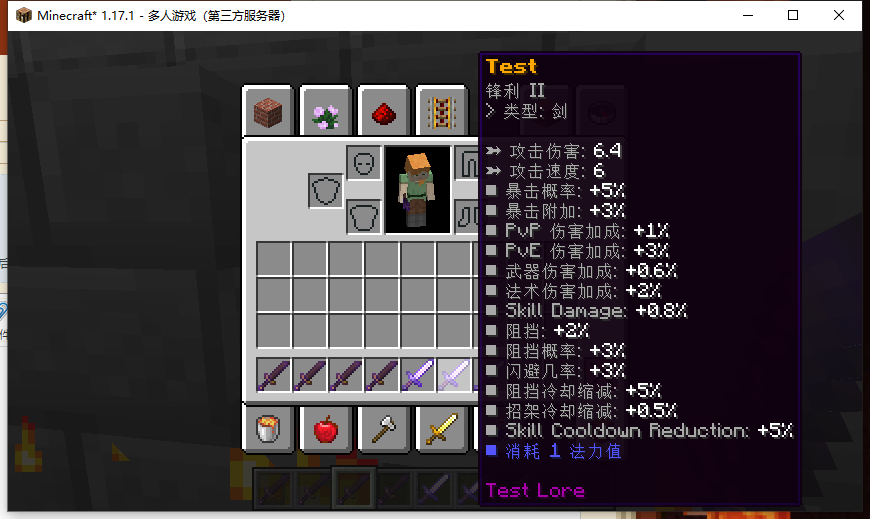 Minecraft* 1.17.1 - 多人游戏（第三方服务器）
Test
锋利 II
> 类型: 剑
➳ 攻击伤害: 6.4
➳ 攻击速度: 6
■ 暴击概率: +5%
■ 暴击附加: +3%
■ PvP 伤害加成: +1%
■ PvE 伤害加成: +3%
■ 武器伤害加成: +0.6%
■ 法术伤害加成: +2%
■ Skill Damage: +0.8%
■ 阻挡: +2%
■ 阻挡概率: +3%
■ 闪避几率: +3%
■ 阻挡冷却缩减: +5%
■ 招架冷却缩减: +0.5%
■ Skill Cooldown Reduction: +5%
■ 消耗 1 法力值
Test Lore